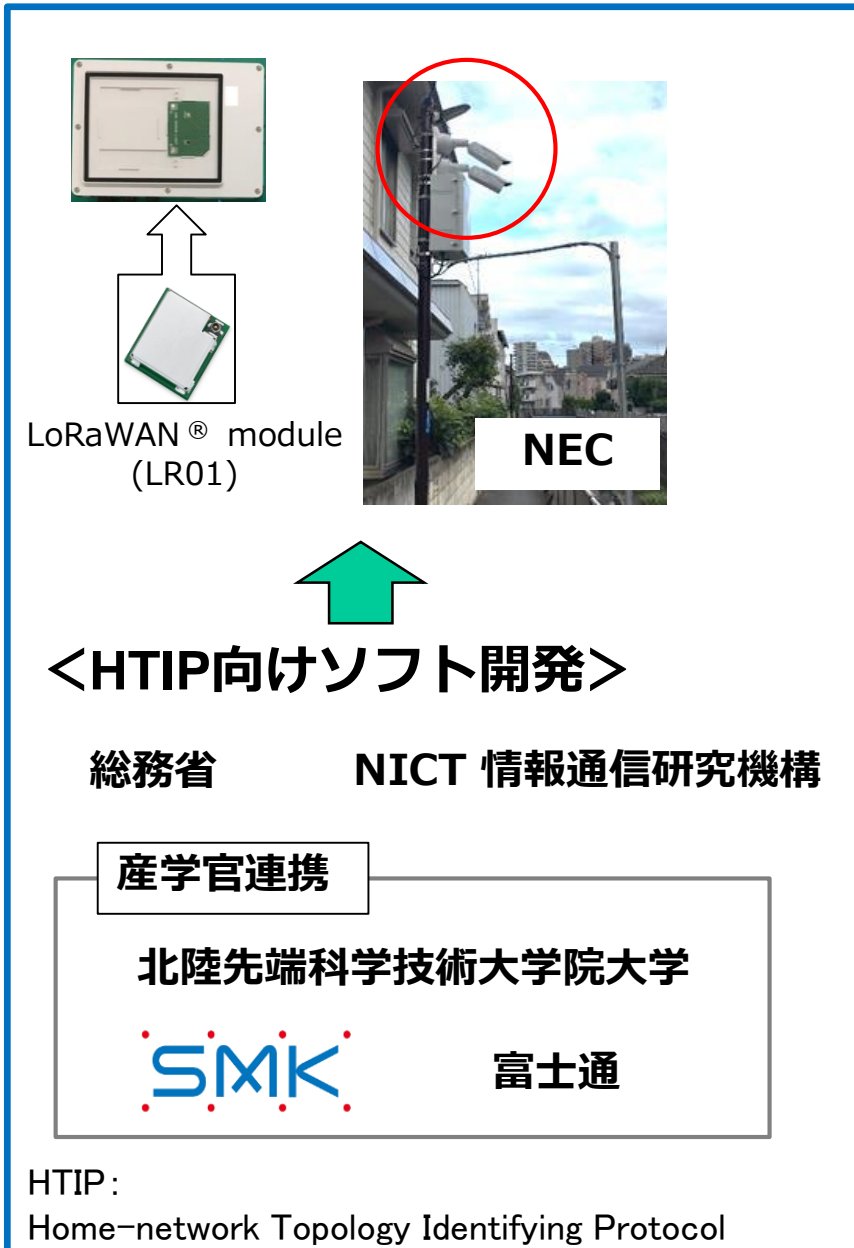 LoRaWAN® module
(LR01)
NEC
＜HTIP向けソフト開発＞
総務省 NICT 情報通信研究機構
産学官連携
北陸先端科学技術大学院大学
SMK 富士通
HTIP：
Home-network Topology Identifying Protocol